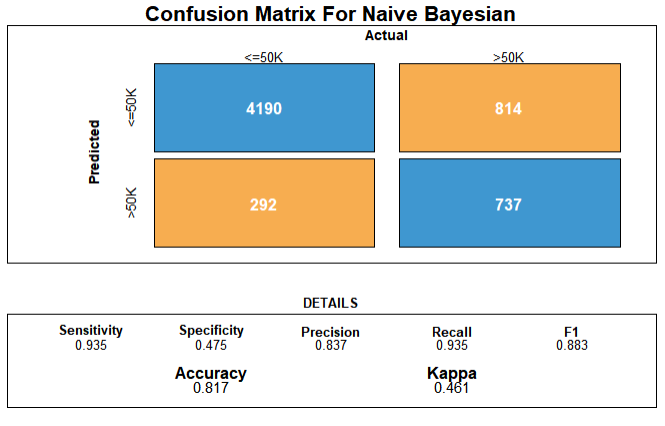 Confusion Matrix For Naive Bayesian
Actual
<=50K >50K
Predicted
<=50K 4190 814
>50K 292 737
DETAILS
Sensitivity Specificity Precision Recall F1
0.935 0.475 0.837 0.935 0.883
Accuracy Kappa
0.817 0.461